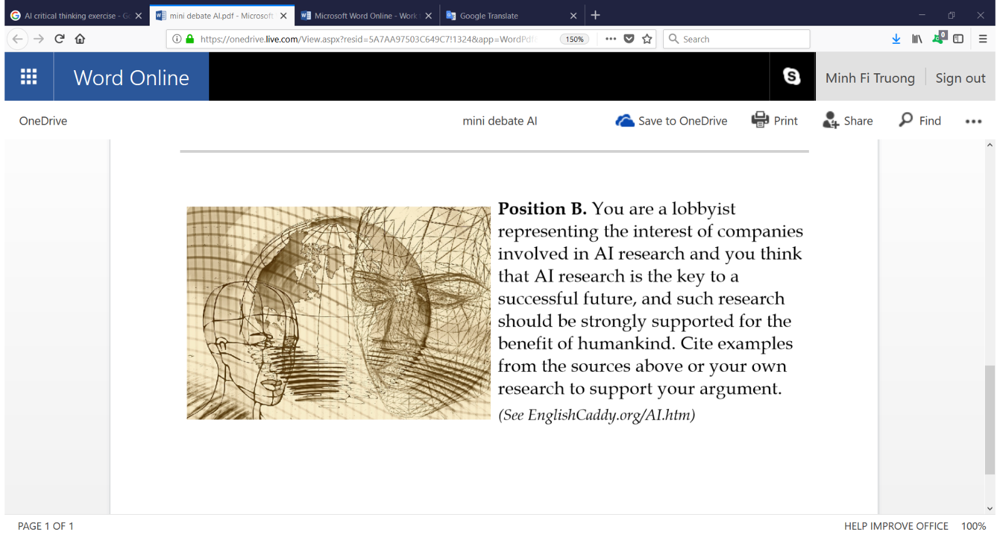 AI critical thinking exercise - Go
mini debate AI.pdf - Microsoft
Microsoft Word Online - Work
Google Translate
https://onedrive.live.com/View.aspx?resid=5A7AA97503C649C7!1324&app=WordPdf
150%
Search
0
Word Online
Minh Fi Truong
Sign out
OneDrive
mini debate AI
Save to OneDrive
Print
Share
Find
Position B. You are a lobbyist
representing the interest of companies
involved in AI research and you think
that AI research is the key to a
successful future, and such research
should be strongly supported for the
benefit of humankind. Cite examples
from the sources above or your own
research to support your argument.
(See EnglishCaddy.org/AI.htm)
PAGE 1 OF 1
HELP IMPROVE OFFICE
100%